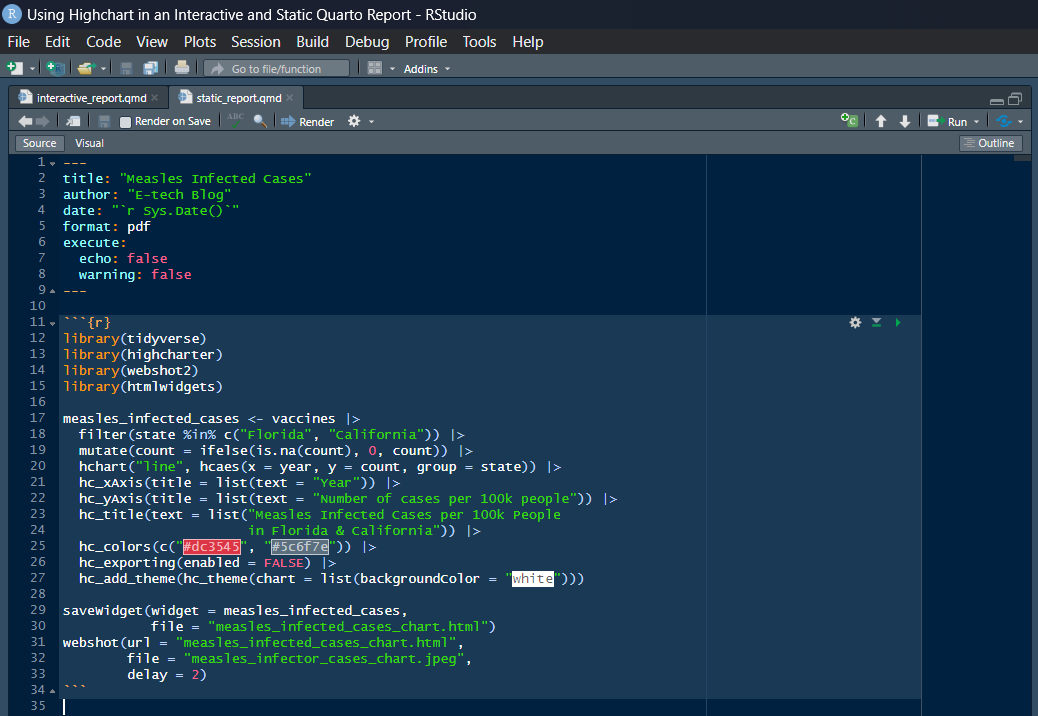 R Using Highchart in an Interactive and Static Quarto Report - RStudio
File Edit Code View Plots Session Build Debug Profile Tools Help
Go to file/function Addins
interactive_report.qmd static_report.qmd
Render on Save ABC Render Run
Source Visual Outline
1 ---
2 title: "Measles Infected Cases"
3 author: "E-tech Blog"
4 date: "`r Sys.Date()`"
5 format: pdf
6 execute:
7   echo: false
8   warning: false
9 ---
10
11 ```{r}
12 library(tidyverse)
13 library(highcharter)
14 library(webshot2)
15 library(htmlwidgets)
16
17 measles_infected_cases <- vaccines |>
18   filter(state %in% c("Florida", "California")) |>
19   mutate(count = ifelse(is.na(count), 0, count)) |>
20   hchart("line", hcaes(x = year, y = count, group = state)) |>
21   hc_xAxis(title = list(text = "Year")) |>
22   hc_yAxis(title = list(text = "Number of cases per 100k people")) |>
23   hc_title(text = list("Measles Infected Cases per 100k People
24                        in Florida & California")) |>
25   hc_colors(c("#dc3545", "#5c6f7e")) |>
26   hc_exporting(enabled = FALSE) |>
27   hc_add_theme(hc_theme(chart = list(backgroundColor = "white")))
28
29 saveWidget(widget = measles_infected_cases,
30            file = "measles_infected_cases_chart.html")
31 webshot(url = "measles_infected_cases_chart.html",
32         file = "measles_infector_cases_chart.jpeg",
33         delay = 2)
34 ```
35